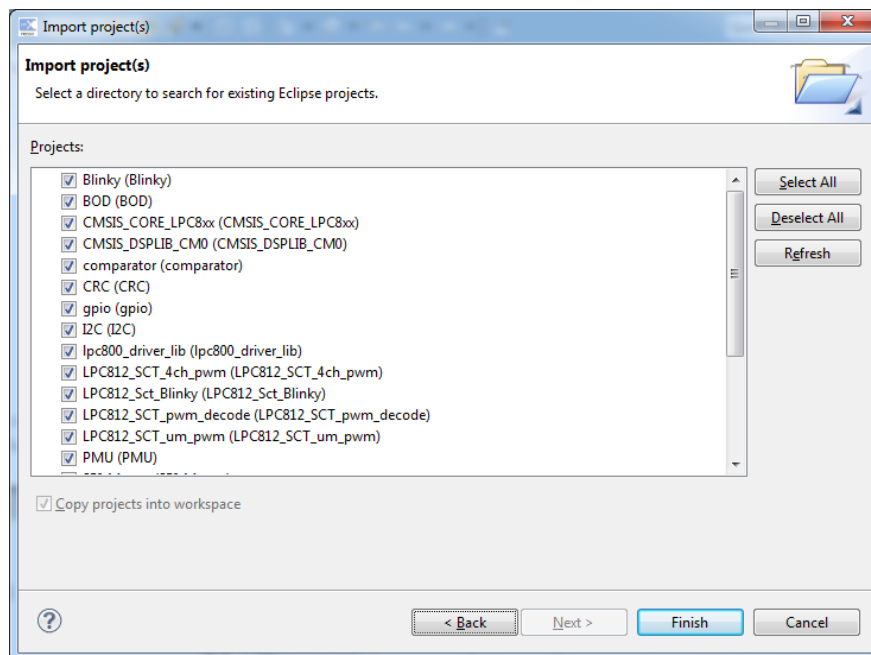 Import project(s)
Import project(s)
Select a directory to search for existing Eclipse projects.
Projects:
Blinky (Blinky)
BOD (BOD)
CMSIS_CORE_LPC8xx (CMSIS_CORE_LPC8xx)
CMSIS_DSPLIB_CM0 (CMSIS_DSPLIB_CM0)
comparator (comparator)
CRC (CRC)
gpio (gpio)
I2C (I2C)
lpc800_driver_lib (lpc800_driver_lib)
LPC812_SCT_4ch_pwm (LPC812_SCT_4ch_pwm)
LPC812_Sct_Blinky (LPC812_Sct_Blinky)
LPC812_SCT_pwm_decode (LPC812_SCT_pwm_decode)
LPC812_SCT_um_pwm (LPC812_SCT_um_pwm)
PMU (PMU)
Select All
Deselect All
Refresh
Copy projects into workspace
?
< Back
Next >
Finish
Cancel